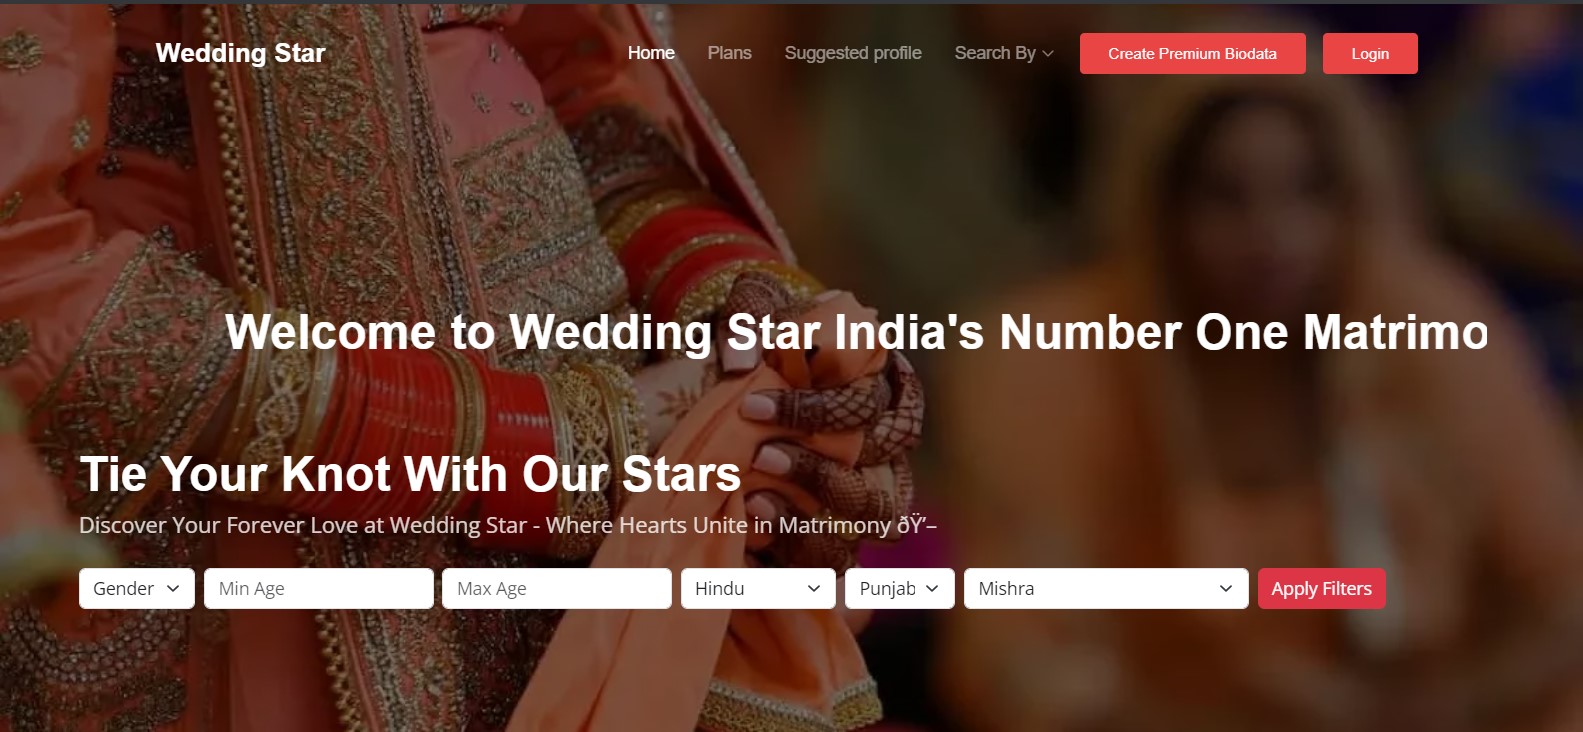 Wedding Star
Home Plans Suggested profile Search By Create Premium Biodata Login
Welcome to Wedding Star India's Number One Matrimo
Tie Your Knot With Our Stars
Discover Your Forever Love at Wedding Star - Where Hearts Unite in Matrimony ðŸ’–
Gender Min Age Max Age Hindu Punjab Mishra Apply Filters